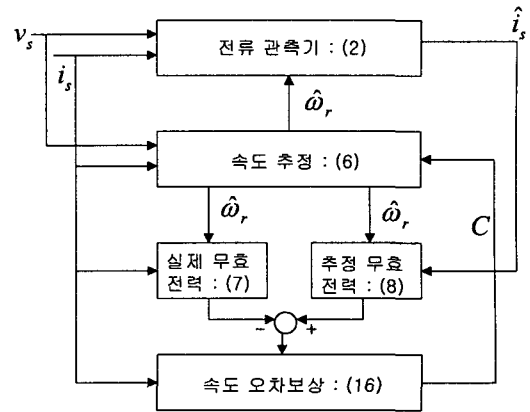 v_s
i_s
전류 관측기 : (2)
î_s
ω̂_r
속도 추정 : (6)
ω̂_r
ω̂_r
C
실제 무효
전력 : (7)
추정 무효
전력 : (8)
−
+
속도 오차보상 : (16)